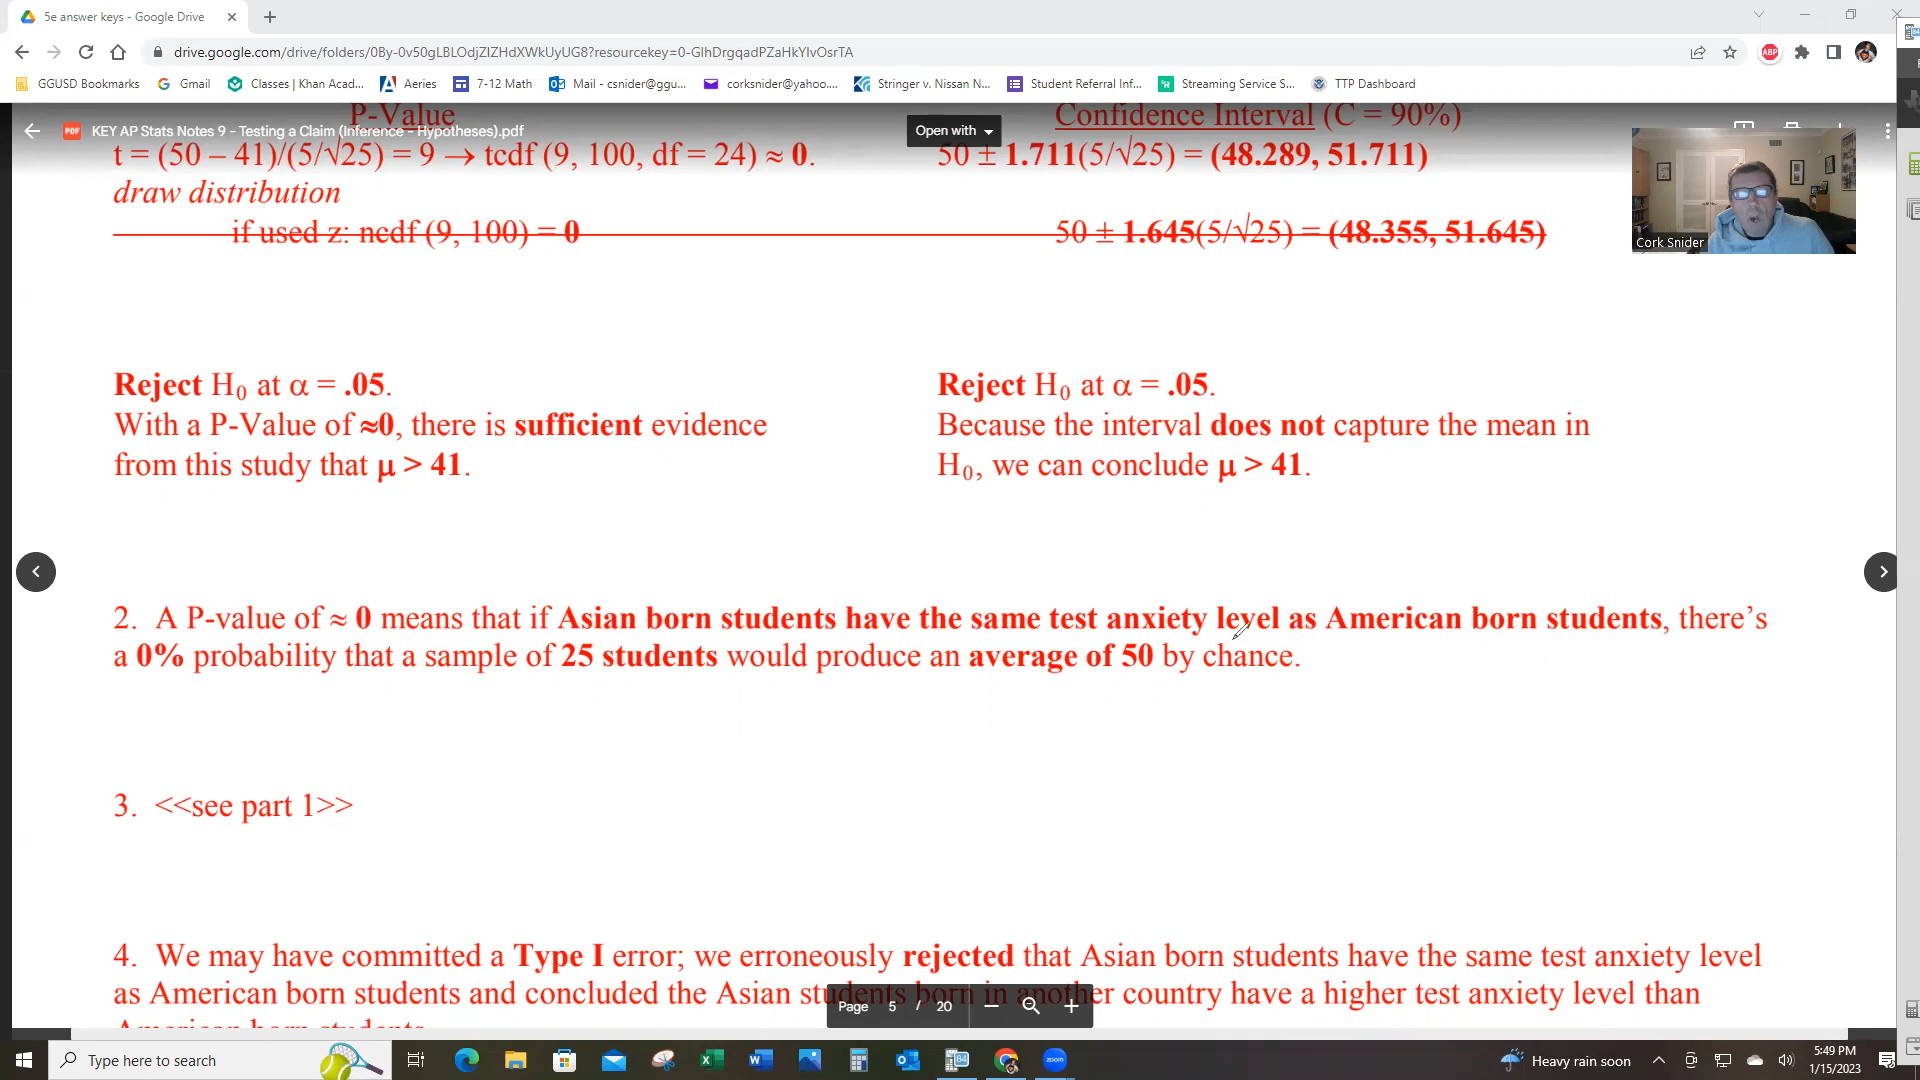 5e answer keys - Google Drive
drive.google.com/drive/folders/0By-0v50gLBLOdjZIZHdXWkUyUG8?resourcekey=0-GlhDrgqadPZaHkYlvOsrTA
ABP
GGUSD Bookmarks Gmail Classes | Khan Acad... Aeries 7-12 Math Mail - csnider@ggu... corksnider@yahoo.... Stringer v. Nissan N... Student Referral Inf... Streaming Service S... TTP Dashboard
P-Value Confidence Interval (C = 90%)
PDF KEY AP Stats Notes 9 - Testing a Claim (Inference - Hypotheses).pdf Open with
t = (50 – 41)/(5/√25) = 9 → tcdf (9, 100, df = 24) ≈ 0. 50 ± 1.711(5/√25) = (48.289, 51.711)
draw distribution
if used z: ncdf (9, 100) = 0 50 ± 1.645(5/√25) = (48.355, 51.645)
Cork Snider
Reject H₀ at α = .05. Reject H₀ at α = .05.
With a P-Value of ≈0, there is sufficient evidence Because the interval does not capture the mean in
from this study that μ > 41. H₀, we can conclude μ > 41.
2. A P-value of ≈ 0 means that if Asian born students have the same test anxiety level as American born students, there's
a 0% probability that a sample of 25 students would produce an average of 50 by chance.
3. <<see part 1>>
4. We may have committed a Type I error; we erroneously rejected that Asian born students have the same test anxiety level
as American born students and concluded the Asian students born in another country have a higher test anxiety level than
American born students.
Page 5 / 20
Type here to search
zoom
Heavy rain soon
5:49 PM
1/15/2023